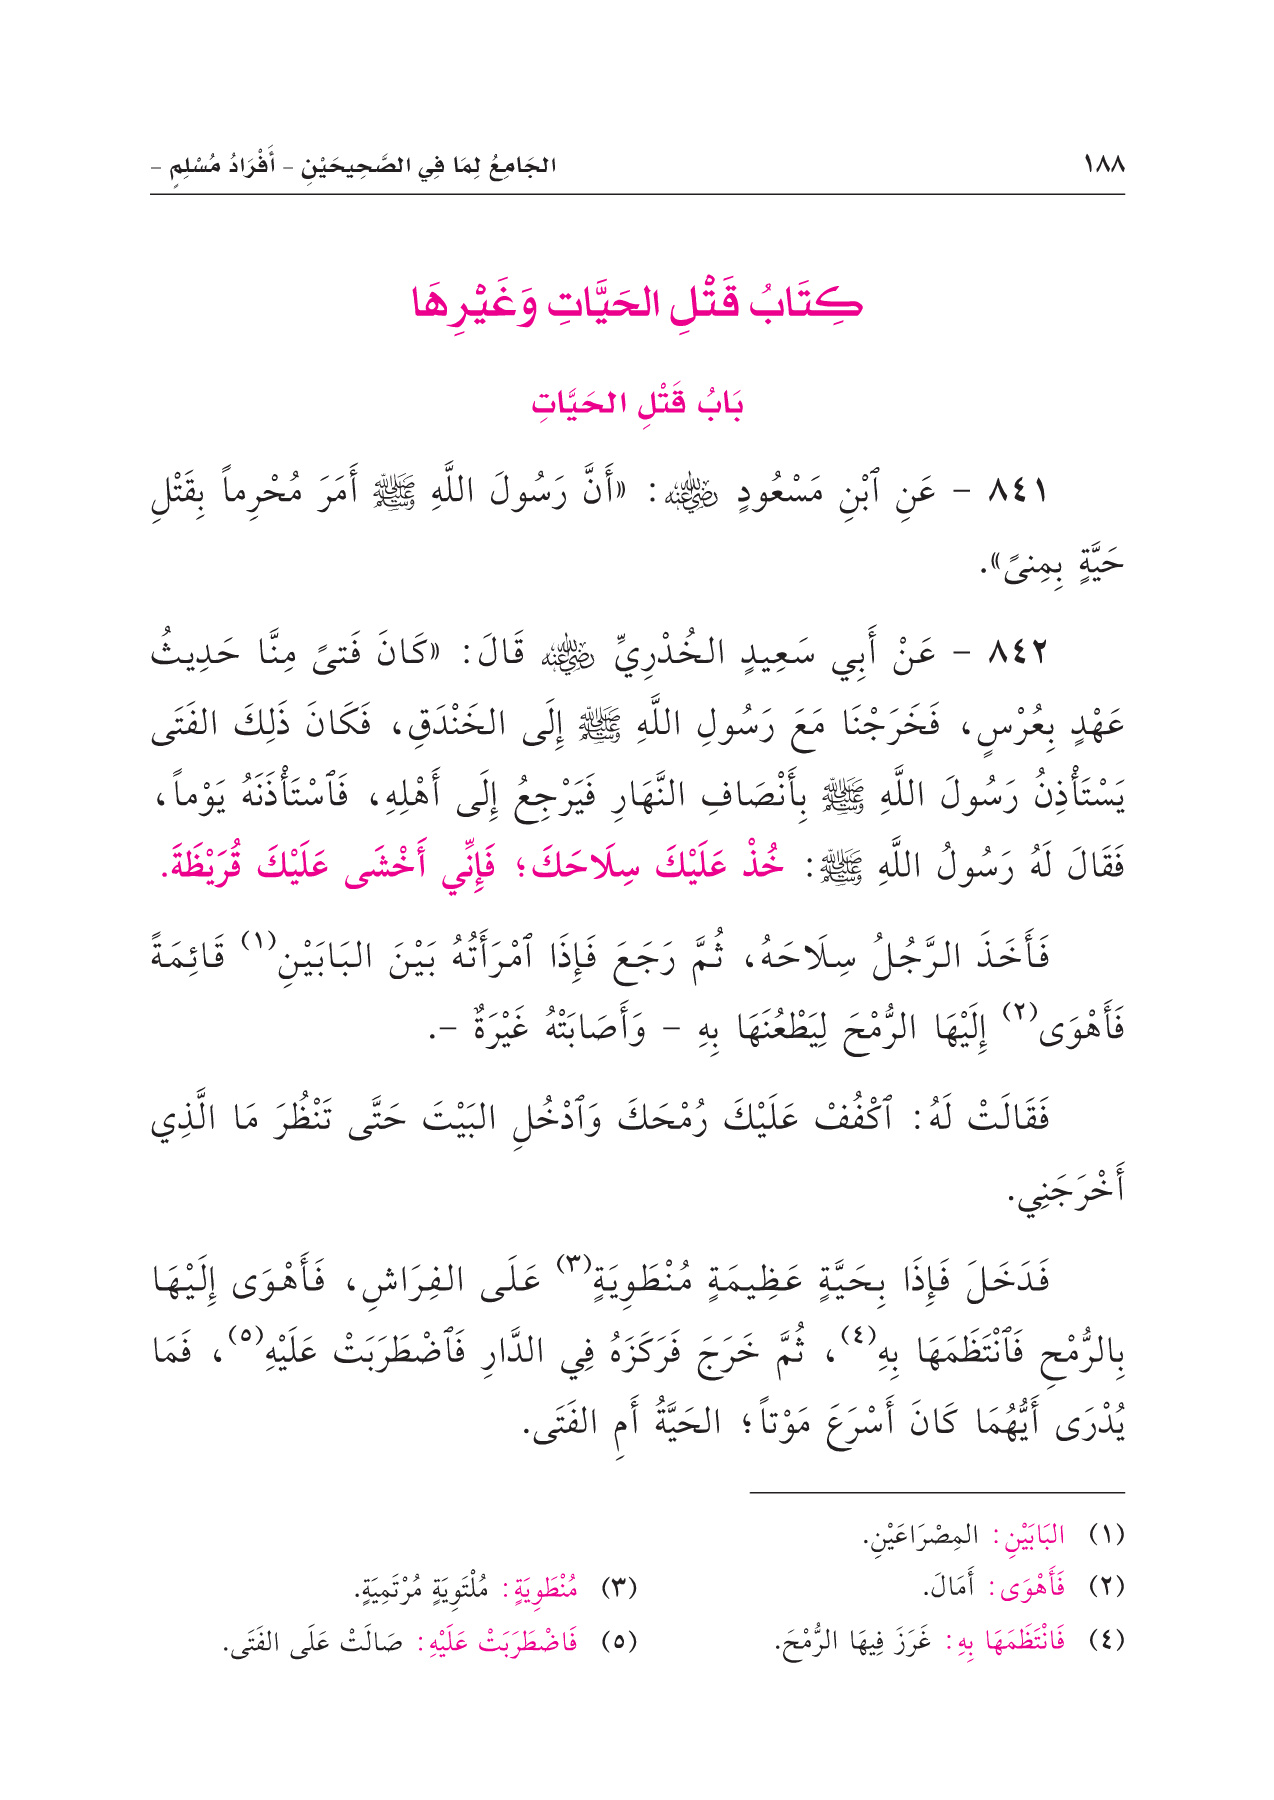 ١٨٨
الجَامِعُ لِمَا فِي الصَّحِيحَيْنِ – أَفْرَادُ مُسْلِمٍ –
كِتَابُ قَتْلِ الحَيَّاتِ وَغَيْرِهَا
بَابُ قَتْلِ الحَيَّاتِ
٨٤١ – عَنِ ٱبْنِ مَسْعُودٍ رضي الله عنه: «أَنَّ رَسُولَ اللَّهِ ﷺ أَمَرَ مُحْرِماً بِقَتْلِ
حَيَّةٍ بِمِنىً».
٨٤٢ – عَنْ أَبِي سَعِيدٍ الخُدْرِيِّ رضي الله عنه قَالَ: «كَانَ فَتىً مِنَّا حَدِيثُ
عَهْدٍ بِعُرْسٍ، فَخَرَجْنَا مَعَ رَسُولِ اللَّهِ ﷺ إِلَى الخَنْدَقِ، فَكَانَ ذَلِكَ الفَتَى
يَسْتَأْذِنُ رَسُولَ اللَّهِ ﷺ بِأَنْصَافِ النَّهَارِ فَيَرْجِعُ إِلَى أَهْلِهِ، فَٱسْتَأْذَنَهُ يَوْماً،
فَقَالَ لَهُ رَسُولُ اللَّهِ ﷺ: خُذْ عَلَيْكَ سِلَاحَكَ؛ فَإِنِّي أَخْشَى عَلَيْكَ قُرَيْظَةَ.
فَأَخَذَ الرَّجُلُ سِلَاحَهُ، ثُمَّ رَجَعَ فَإِذَا ٱمْرَأَتُهُ بَيْنَ البَابَيْنِ(١) قَائِمَةً
فَأَهْوَى(٢) إِلَيْهَا الرُّمْحَ لِيَطْعُنَهَا بِهِ – وَأَصَابَتْهُ غَيْرَةٌ –.
فَقَالَتْ لَهُ: ٱكْفُفْ عَلَيْكَ رُمْحَكَ وَٱدْخُلِ البَيْتَ حَتَّى تَنْظُرَ مَا الَّذِي
أَخْرَجَنِي.
فَدَخَلَ فَإِذَا بِحَيَّةٍ عَظِيمَةٍ مُنْطَوِيَةٍ(٣) عَلَى الفِرَاشِ، فَأَهْوَى إِلَيْهَا
بِالرُّمْحِ فَٱنْتَظَمَهَا بِهِ(٤)، ثُمَّ خَرَجَ فَرَكَزَهُ فِي الدَّارِ فَٱضْطَرَبَتْ عَلَيْهِ(٥)، فَمَا
يُدْرَى أَيُّهُمَا كَانَ أَسْرَعَ مَوْتاً؛ الحَيَّةُ أَمِ الفَتَى.
(١) البَابَيْنِ: المِصْرَاعَيْنِ.
(٢) فَأَهْوَى: أَمَالَ.
(٣) مُنْطَوِيَةٍ: مُلْتَوِيَةٍ مُرْتَمِيَةٍ.
(٤) فَانْتَظَمَهَا بِهِ: غَرَزَ فِيهَا الرُّمْحَ.
(٥) فَاضْطَرَبَتْ عَلَيْهِ: صَالَتْ عَلَى الفَتَى.